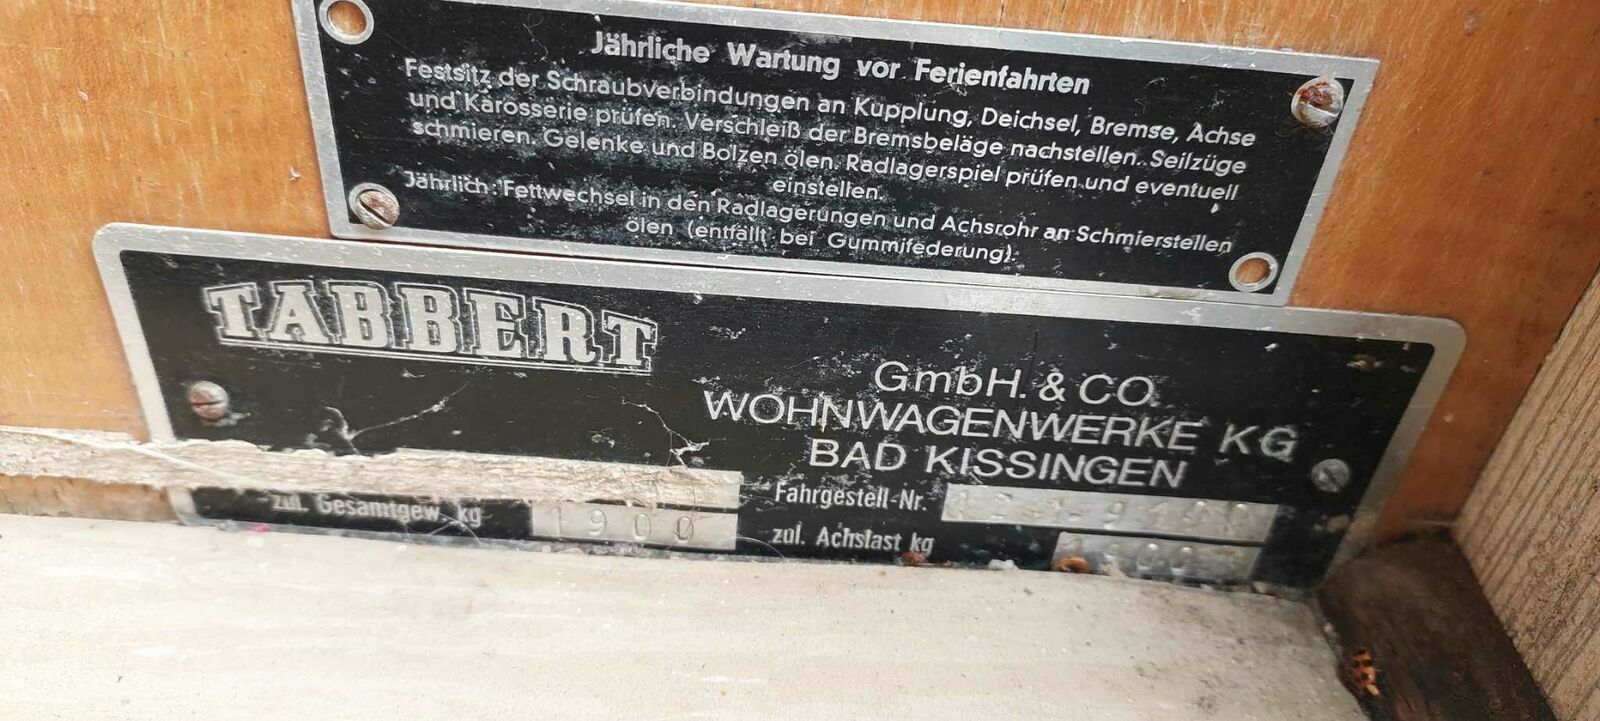 Jährliche Wartung vor Ferienfahrten
Festsitz der Schraubverbindungen an Kupplung, Deichsel, Bremse, Achse
und Karosserie prüfen. Verschleiß der Bremsbeläge nachstellen. Seilzüge
schmieren. Gelenke und Bolzen ölen. Radlagerspiel prüfen und eventuell
einstellen.
Jährlich: Fettwechsel in den Radlagerungen und Achsrohr an Schmierstellen
ölen (entfällt bei Gummifederung).
TABBERT
GmbH. & CO.
WOHNWAGENWERKE KG
BAD KISSINGEN
Fahrgestell-Nr.
zul. Gesamtgew. kg 1900
zul. Achslast kg